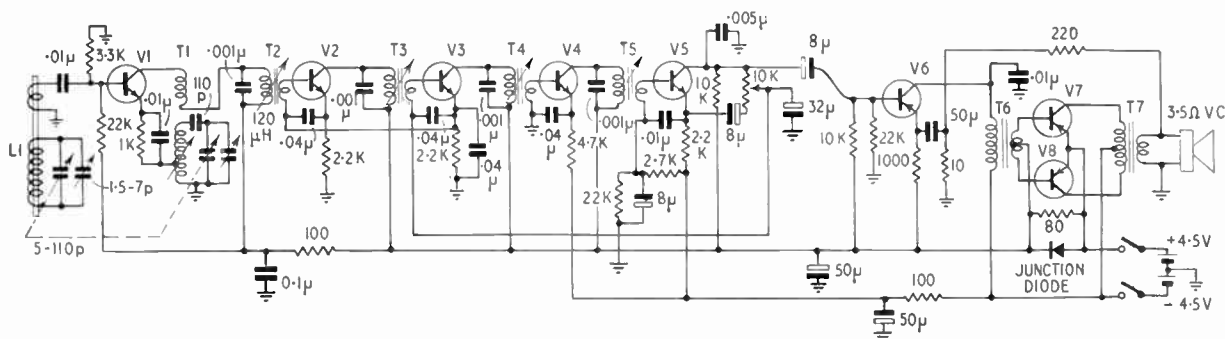 3.3K
.01µ
V1
T1
.001µ
110
P
T2
V2
T3
V3
T4
V4
T5
V5
.005µ
8µ
10
K
10K
32µ
V6
50µ
220
.01µ
T6
V7
T7
3·5Ω V C
L1
22K
1K
.01µ
120
µH
.04µ
2·2K
.001
µ
.04µ
2·2K
.04
µ
.001
µ
.04
µ
4·7K
.001µ
.01µ
2·7K
2·2
K
8µ
22K
8µ
10K
22K
1000
10
V8
80
1·5-7p
5-110p
100
0·1µ
50µ
50µ
100
JUNCTION
DIODE
+4·5V
-4·5V